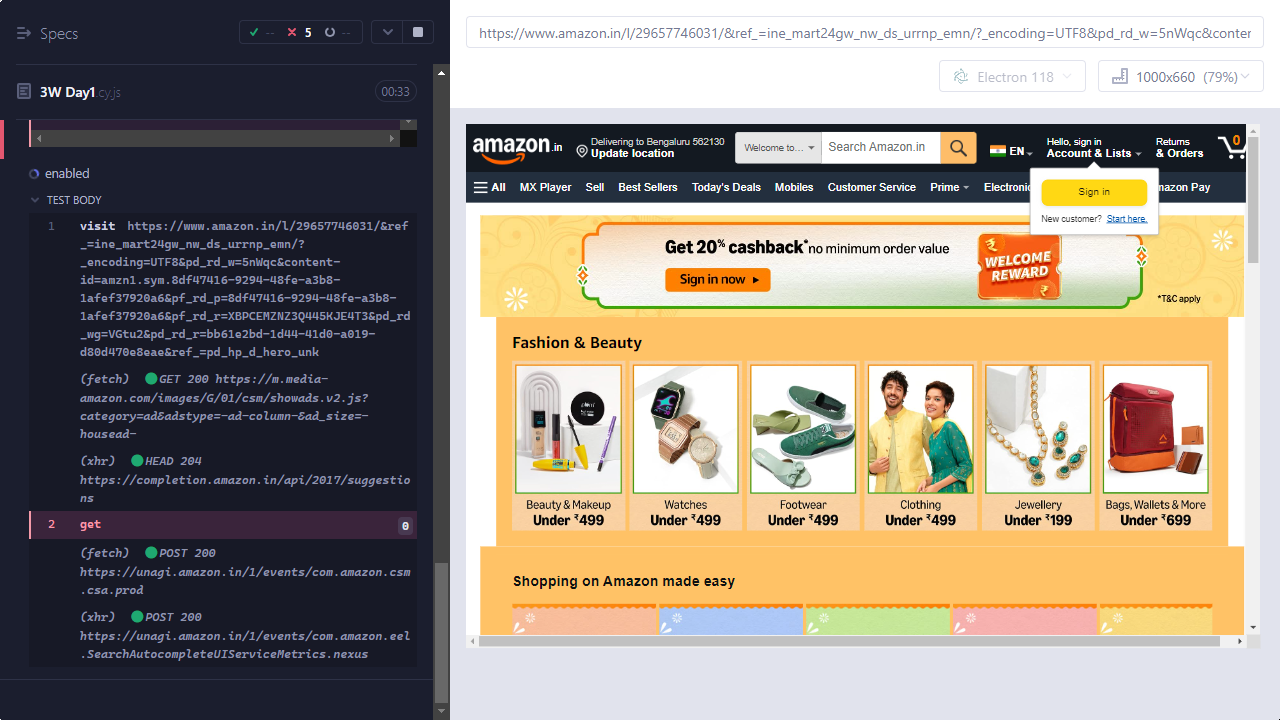 Specs
-- 5 --
3W Day1.cy.js
00:33
enabled
TEST BODY
1 visit https://www.amazon.in/l/29657746031/&ref
_=ine_mart24gw_nw_ds_urrnp_emn/?
_encoding=UTF8&pd_rd_w=5nWqc&content-
id=amzn1.sym.8df47416-9294-48fe-a3b8-
1afef37920a6&pf_rd_p=8df47416-9294-48fe-a3b8-
1afef37920a6&pf_rd_r=XBPCEMZNZ3Q445KJE4T3&pd_rd
_wg=VGtu2&pd_rd_r=bb61e2bd-1d44-41d0-a019-
d80d470e8eae&ref_=pd_hp_d_hero_unk
(fetch) GET 200 https://m.media-
amazon.com/images/G/01/csm/showads.v2.js?
category=ad&adstype=-ad-column-&ad_size=-
housead-
(xhr) HEAD 204
https://completion.amazon.in/api/2017/suggestio
ns
2 get 0
(fetch) POST 200
https://unagi.amazon.in/1/events/com.amazon.csm
.csa.prod
(xhr) POST 200
https://unagi.amazon.in/1/events/com.amazon.eel
.SearchAutocompleteUIServiceMetrics.nexus
https://www.amazon.in/l/29657746031/&ref_=ine_mart24gw_nw_ds_urrnp_emn/?_encoding=UTF8&pd_rd_w=5nWqc&conter
Electron 118
1000x660 (79%)
amazon.in
Delivering to Bengaluru 562130
Update location
Welcome to...
Search Amazon.in
EN
Hello, sign in
Account & Lists
Returns
& Orders
0
All MX Player Sell Best Sellers Today's Deals Mobiles Customer Service Prime Electroni mazon Pay
Sign in
New customer? Start here.
Get 20% cashback* no minimum order value
Sign in now
WELCOME
REWARD
*T&C apply
Fashion & Beauty
Beauty & Makeup
Under ₹499
Watches
Under ₹499
Footwear
Under ₹499
Clothing
Under ₹499
Jewellery
Under ₹199
Bags, Wallets & More
Under ₹699
Shopping on Amazon made easy